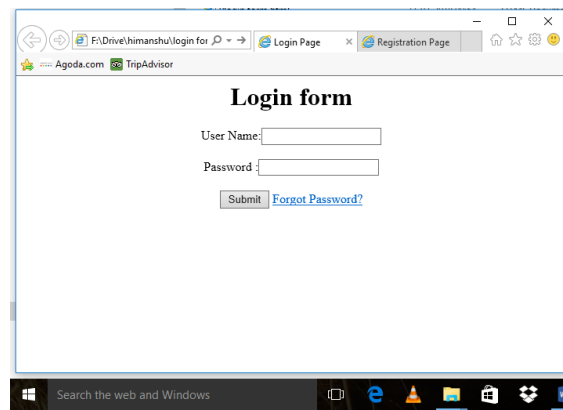 F:\Drive\himanshu\login for
Login Page
Registration Page
Agoda.com
TripAdvisor
Login form
User Name:
Password :
Submit Forgot Password?
Search the web and Windows